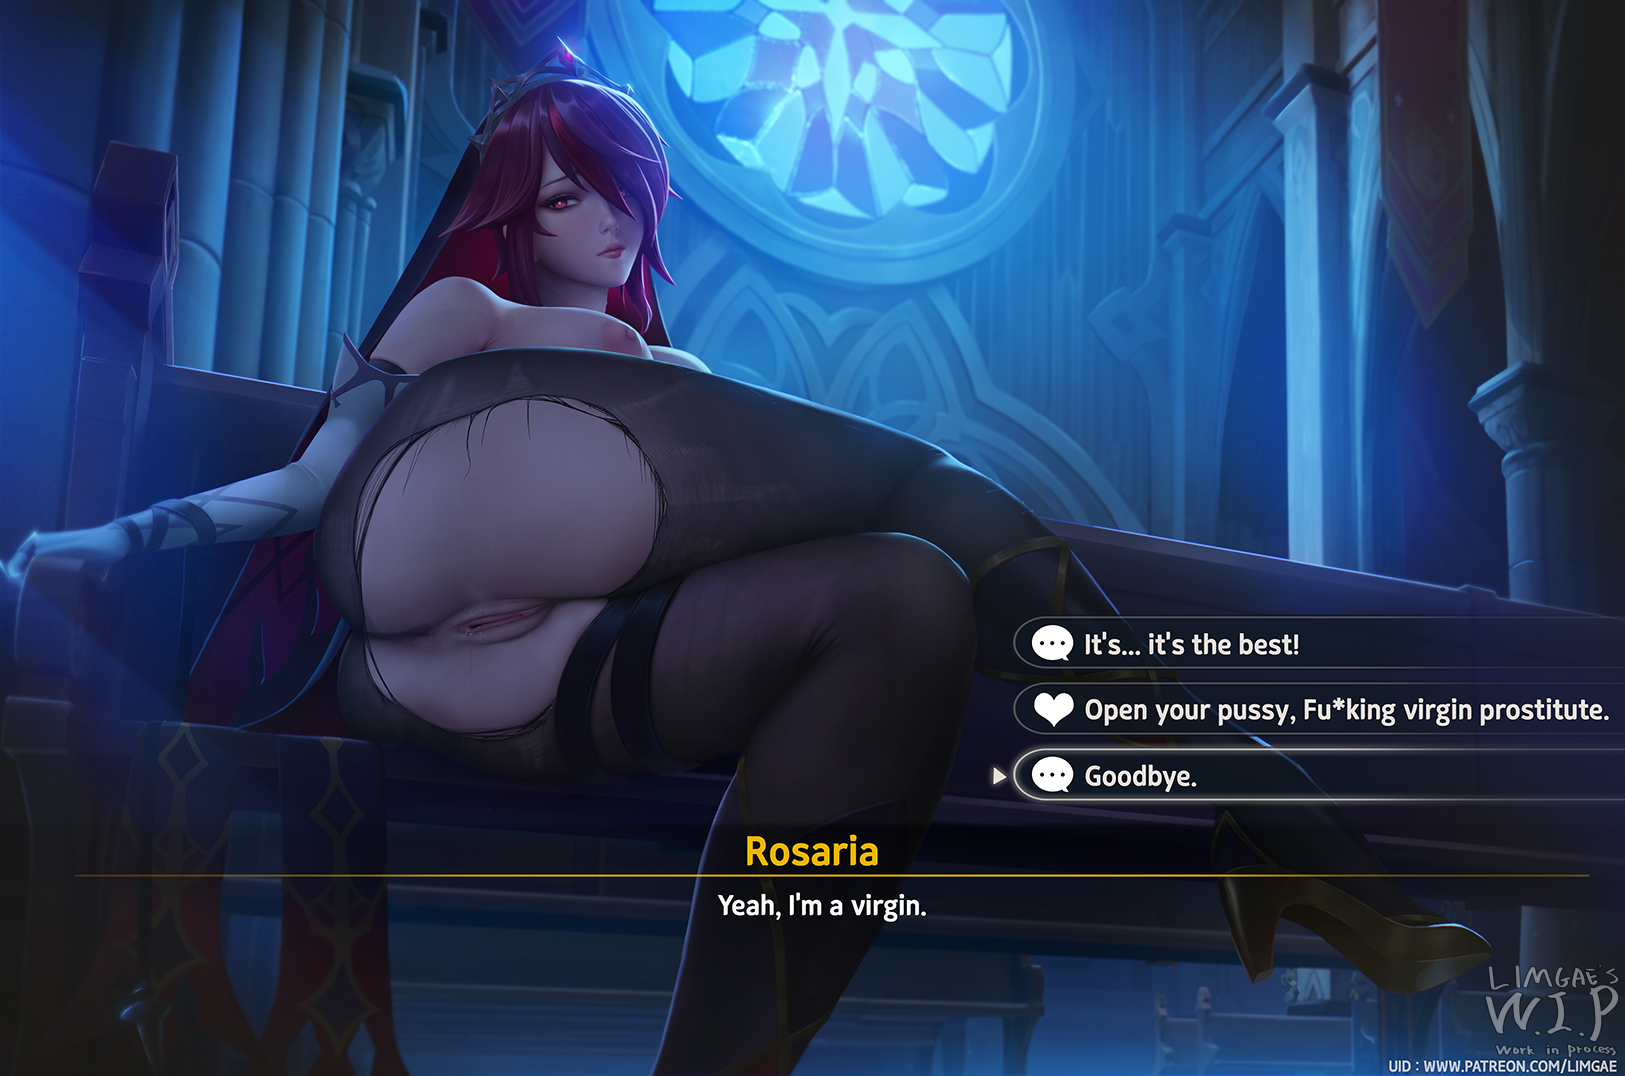 It's... it's the best!
Open your pussy, Fu*king virgin prostitute.
Goodbye.
Rosaria
Yeah, I'm a virgin.
LIMGAE'S
W.I.P
Work in process
UID : WWW.PATREON.COM/LIMGAE